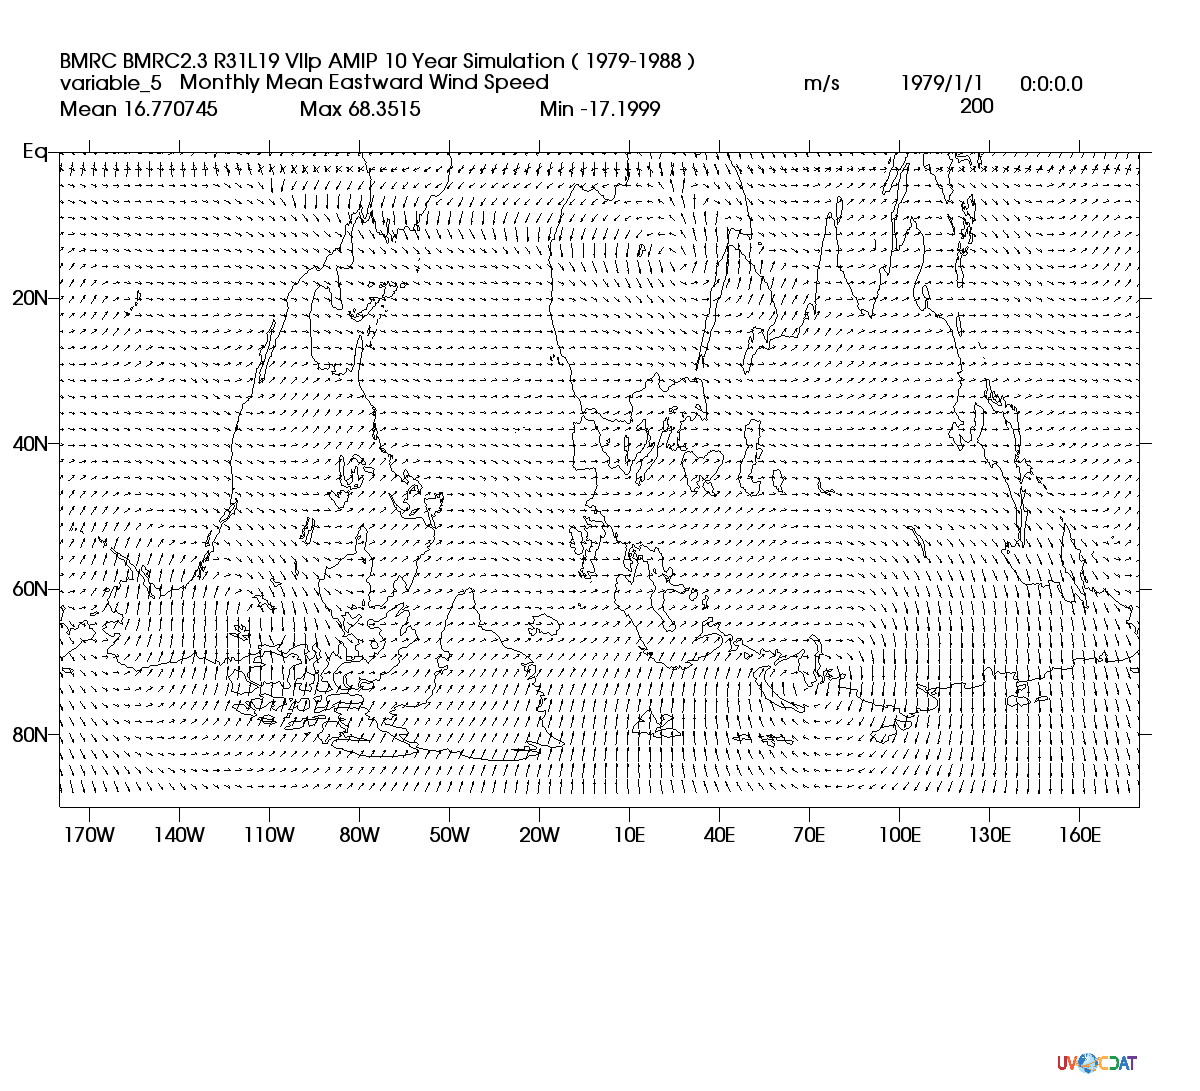 BMRC BMRC2.3 R31L19 VIIp AMIP 10 Year Simulation ( 1979-1988 )
variable_5 Monthly Mean Eastward Wind Speed m/s 1979/1/1 0:0:0.0
Mean 16.770745 Max 68.3515 Min -17.1999 200
Eq
20N
40N
60N
80N
170W 140W 110W 80W 50W 20W 10E 40E 70E 100E 130E 160E
UV CDAT